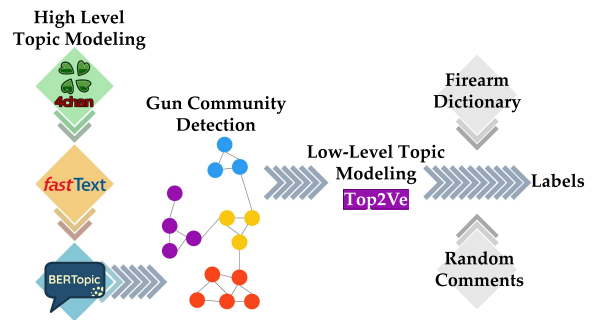 High Level
Topic Modeling
4chan
fastText
BERTopic
Gun Community
Detection
Low-Level Topic
Modeling
Top2Ve
Firearm
Dictionary
Labels
Random
Comments